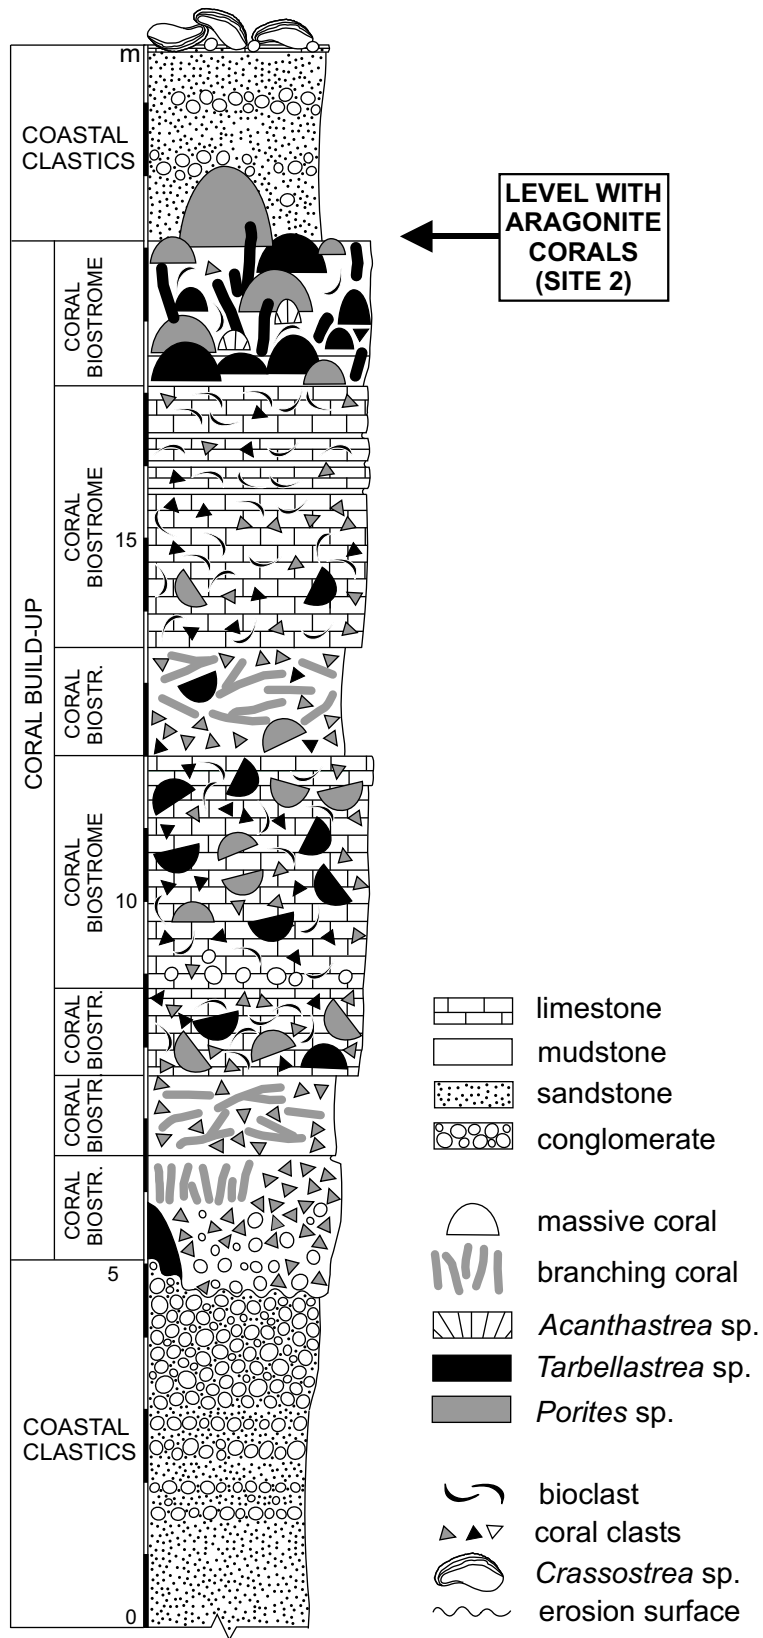 m
COASTAL
CLASTICS
LEVEL WITH
ARAGONITE
CORALS
(SITE 2)
CORAL BUILD-UP
CORAL
BIOSTROME
CORAL
BIOSTROME
15
CORAL
BIOSTR.
CORAL
BIOSTROME
10
CORAL
BIOSTR.
CORAL
BIOSTR.
CORAL
BIOSTR.
5
COASTAL
CLASTICS
0
limestone
mudstone
sandstone
conglomerate
massive coral
branching coral
Acanthastrea sp.
Tarbellastrea sp.
Porites sp.
bioclast
coral clasts
Crassostrea sp.
erosion surface